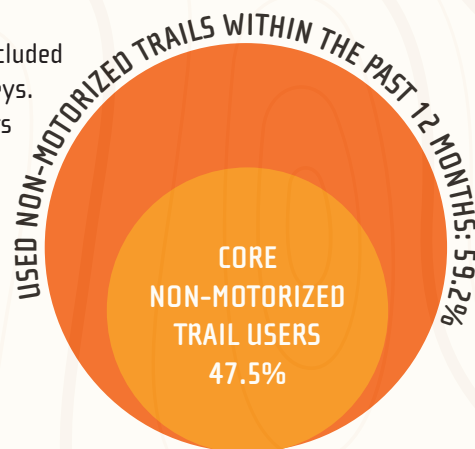 cluded
ys.
s
USED NON-MOTORIZED TRAILS WITHIN THE PAST 12 MONTHS: 59.2%
CORE
NON-MOTORIZED
TRAIL USERS
47.5%